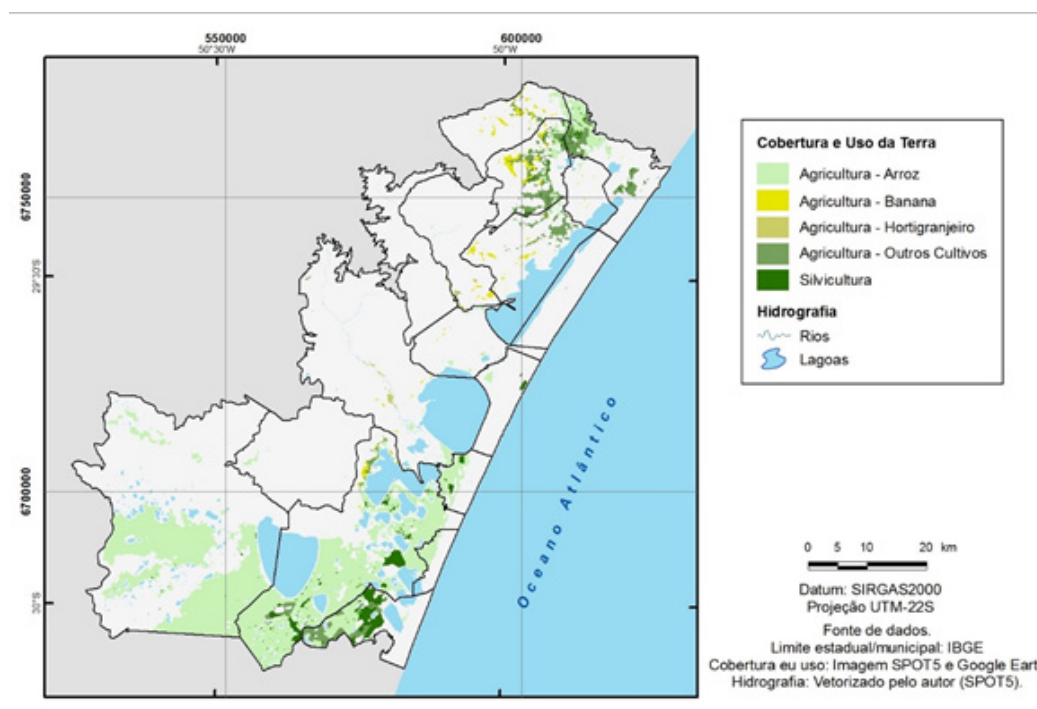 550000
50°30'W
600000
50°W
6750000
29°30'S
6700000
30°S
Oceano Atlântico
Cobertura e Uso da Terra
Agricultura - Arroz
Agricultura - Banana
Agricultura - Hortigranjeiro
Agricultura - Outros Cultivos
Silvicultura
Hidrografia
Rios
Lagoas
0 5 10 20 km
Datum: SIRGAS2000
Projeção UTM-22S
Fonte de dados.
Limite estadual/municipal: IBGE
Cobertura eu uso: Imagem SPOT5 e Google Eart
Hidrografia: Vetorizado pelo autor (SPOT5).